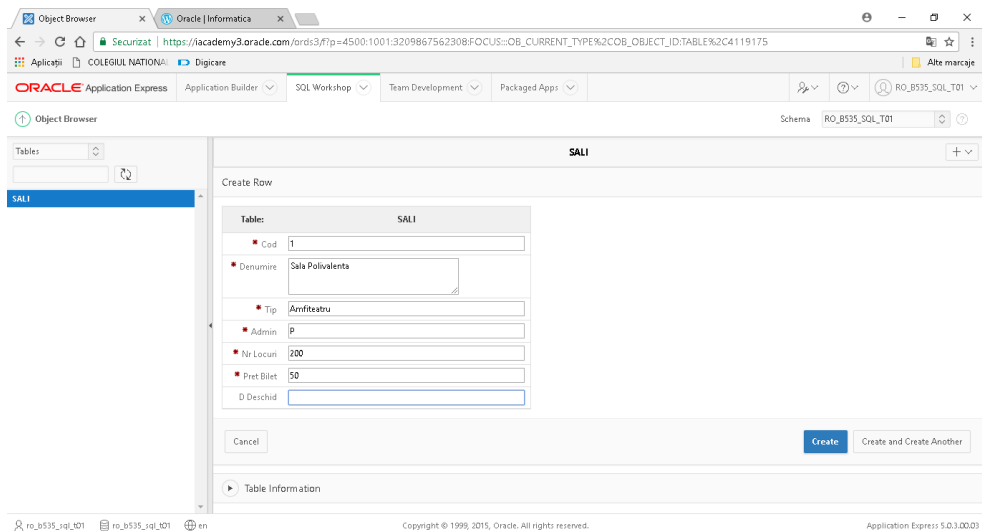 Object Browser
Oracle | Informatica
Securizat | https://iacademy3.oracle.com/ords3/f?p=4500:1001:3209867562308:FOCUS:::OB_CURRENT_TYPE%2COB_OBJECT_ID:TABLE%2C4119175
Aplicații COLEGIUL NATIONAL Digicare Alte marcaje
ORACLE Application Express Application Builder SQL Workshop Team Development Packaged Apps RO_B535_SQL_T01
Object Browser Schema RO_B535_SQL_T01
Tables
SALI
SALI
Create Row
Table: SALI
* Cod 1
* Denumire Sala Polivalenta
* Tip Amfiteatru
* Admin P
* Nr Locuri 200
* Pret Bilet 50
D Deschid
Cancel Create Create and Create Another
Table Information
ro_b535_sql_t01 ro_b535_sql_t01 en Copyright © 1999, 2015, Oracle. All rights reserved. Application Express 5.0.3.00.03